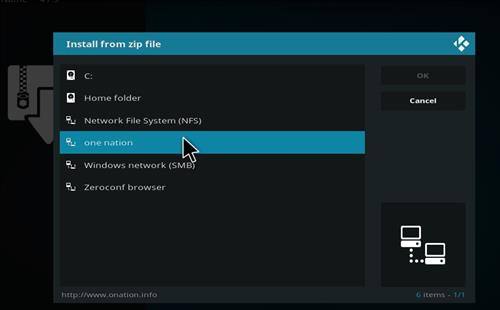 Install from zip file
C:
Home folder
Network File System (NFS)
one nation
Windows network (SMB)
Zeroconf browser
OK
Cancel
http://www.onation.info
6 items - 1/1